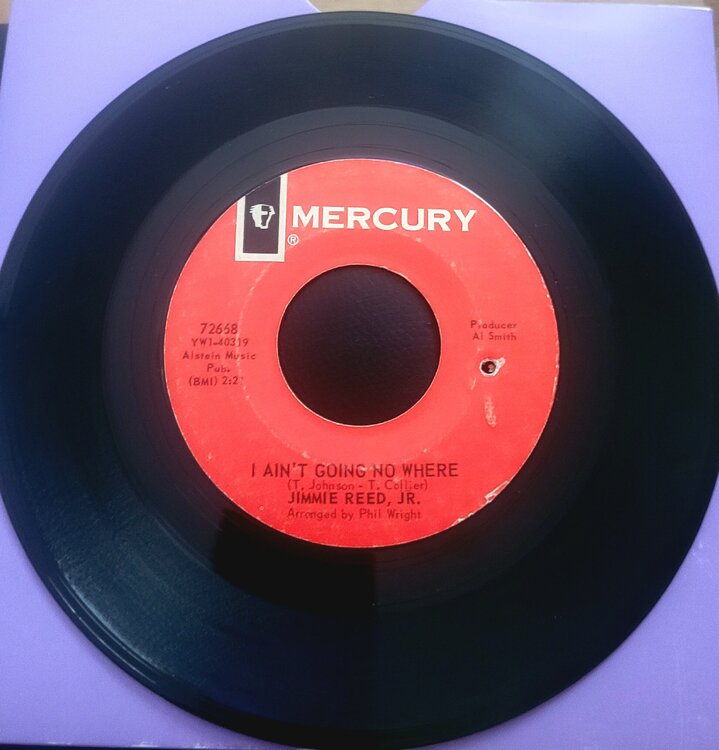 MERCURY
®
72668
YW1-40319
Alstein Music
Pub.
(BMI) 2:21
Producer
Al Smith
I AIN'T GOING NO WHERE
(T. Johnson - T. Collier)
JIMMIE REED, JR.
Arranged by Phil Wright